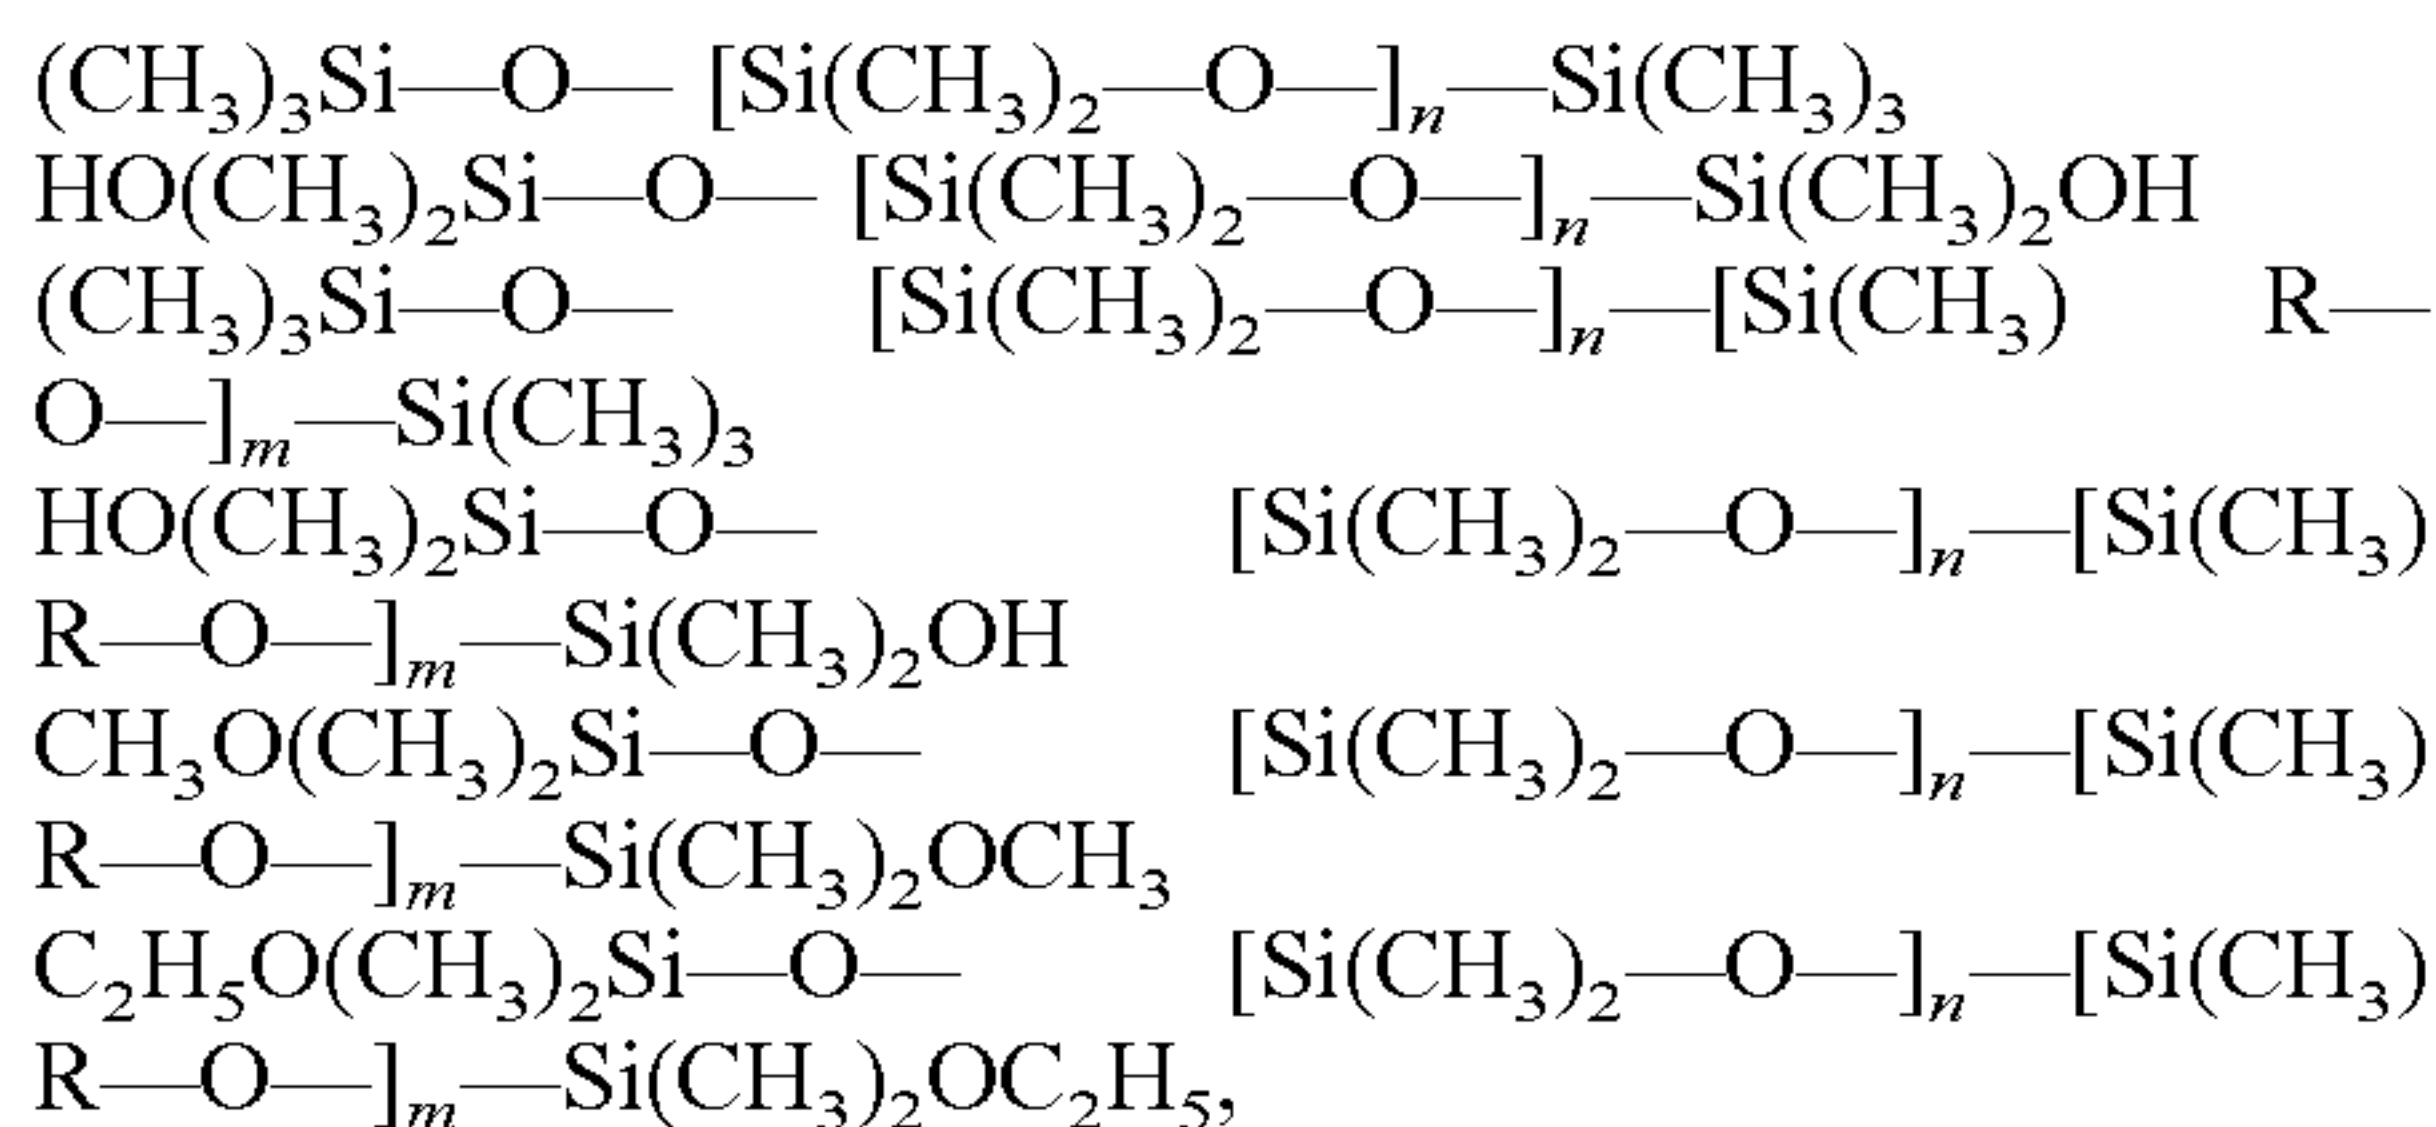 (CH₃)₃Si—O— [Si(CH₃)₂—O—]ₙ—Si(CH₃)₃
HO(CH₃)₂Si—O— [Si(CH₃)₂—O—]ₙ—Si(CH₃)₂OH
(CH₃)₃Si—O— [Si(CH₃)₂—O—]ₙ—[Si(CH₃) R—
O—]ₘ—Si(CH₃)₃
HO(CH₃)₂Si—O— [Si(CH₃)₂—O—]ₙ—[Si(CH₃)
R—O—]ₘ—Si(CH₃)₂OH
CH₃O(CH₃)₂Si—O— [Si(CH₃)₂—O—]ₙ—[Si(CH₃)
R—O—]ₘ—Si(CH₃)₂OCH₃
C₂H₅O(CH₃)₂Si—O— [Si(CH₃)₂—O—]ₙ—[Si(CH₃)
R—O—]ₘ—Si(CH₃)₂OC₂H₅,